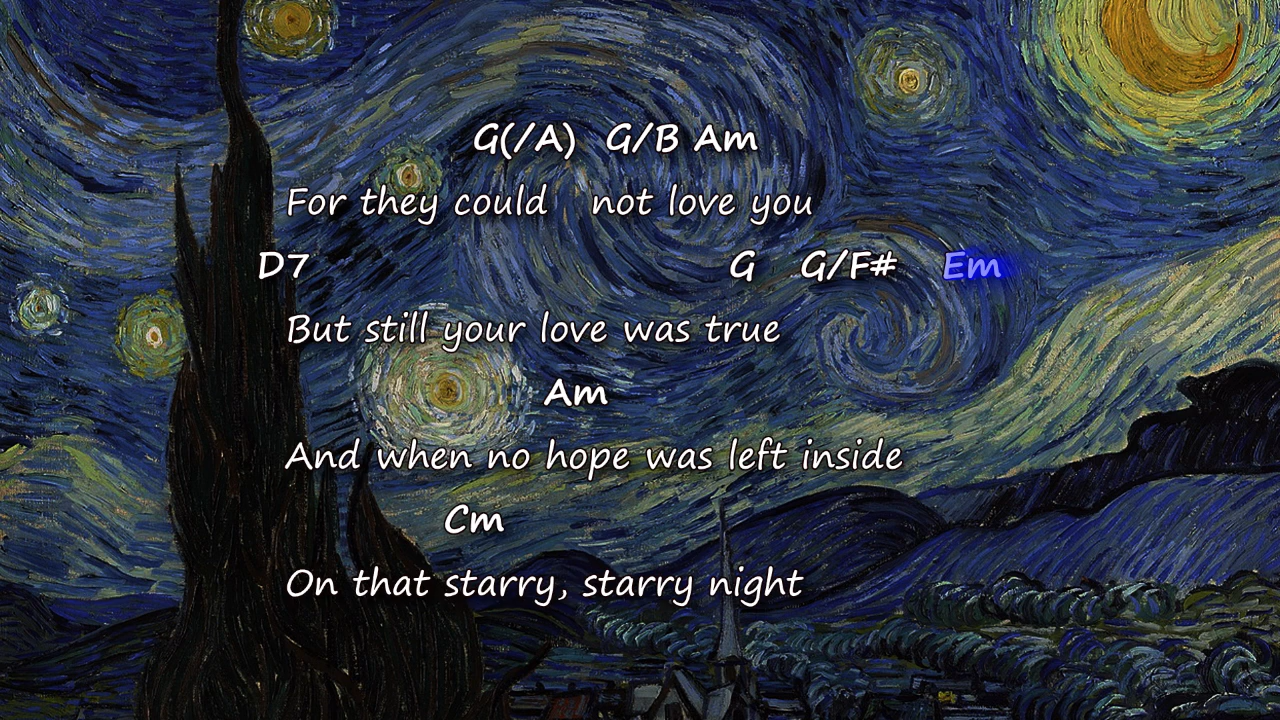 G(/A) G/B Am
For they could not love you
D7 G G/F# Em
But still your love was true
Am
And when no hope was left inside
Cm
On that starry, starry night